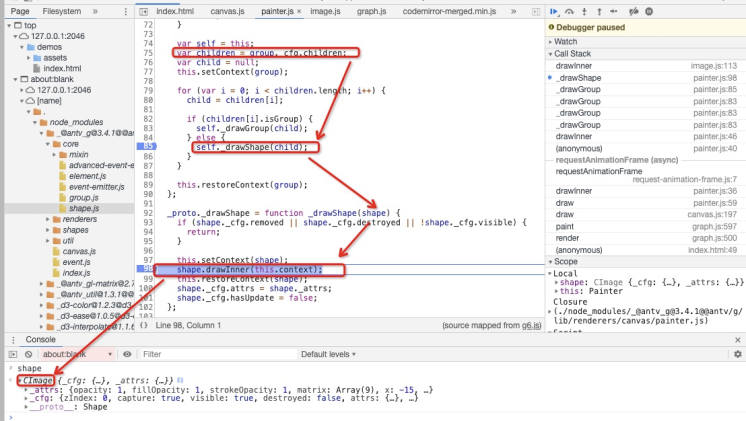 Page Filesystem »
index.html canvas.js painter.js × image.js graph.js codemirror-merged.min.js »
top
127.0.0.1:2046
demos
assets
index.html
about:blank
127.0.0.1:2046
[name]
.
node_modules
_@antv_g@3.4.1@@an
core
mixin
advanced-event-e
element.js
event-emitter.js
group.js
shape.js
renderers
shapes
util
canvas.js
event.js
index.js
_@antv_gl-matrix@2.7
_@antv_util@1.3.1@@
_d3-color@1.2.3@d3-
_d3-ease@1.0.5@d3-
_d3-interpolate@1.1.6
72
73 }
74 var self = this;
75 var children = group._cfg.children;
76 var child = null;
77 this.setContext(group);
78
79 for (var i = 0; i < children.length; i++) {
80 child = children[i];
81
82 if (children[i].isGroup) {
83 self._drawGroup(child);
84 } else {
85 self._drawShape(child);
86 }
87 }
88
89 this.restoreContext(group);
90 };
91
92 _proto._drawShape = function _drawShape(shape) {
93 if (shape._cfg.removed || shape._cfg.destroyed || !shape._cfg.visible) {
94 return;
95 }
96
97 this.setContext(shape);
98 shape.drawInner(this.context);
99 this.restoreContext(shape);
100 shape._cfg.attrs = shape._attrs;
101 shape._cfg.hasUpdate = false;
102 };
103
{} Line 98, Column 1 (source mapped from g6.js)
Debugger paused
Watch
Call Stack
drawInner image.js:113
_drawShape painter.js:98
_drawGroup painter.js:85
_drawGroup painter.js:83
_drawGroup painter.js:83
_drawGroup painter.js:83
drawInner painter.js:46
(anonymous) painter.js:40
requestAnimationFrame (async)
requestAnimationFrame
request-animation-frame.js:7
drawInner painter.js:36
draw painter.js:59
draw canvas.js:197
paint graph.js:597
render graph.js:500
(anonymous) index.html:49
Scope
Local
shape: CImage {_cfg: {…}, _attrs: {…}}
this: Painter
Closure
(./node_modules/_@antv_g@3.4.1@@antv/g/
lib/renderers/canvas/painter.js)
Console ×
about:blank Filter Default levels
shape
CImage {_cfg: {…}, _attrs: {…}}
_attrs: {opacity: 1, fillOpacity: 1, strokeOpacity: 1, matrix: Array(9), x: -15, …}
_cfg: {zIndex: 0, capture: true, visible: true, destroyed: false, attrs: {…}, …}
__proto__: Shape